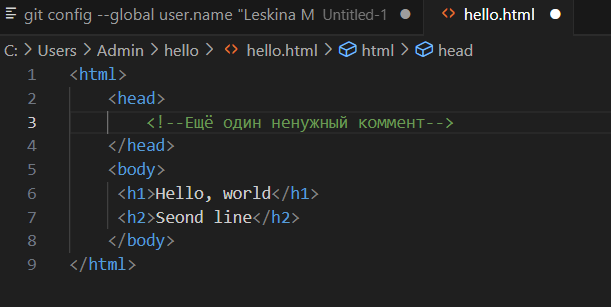 git config --global user.name "Leskina M Untitled-1 hello.html
C: > Users > Admin > hello > hello.html > html > head
1 <html>
2 <head>
3 <!--Ещё один ненужный коммент-->
4 </head>
5 <body>
6 <h1>Hello, world</h1>
7 <h2>Seond line</h2>
8 </body>
9 </html>